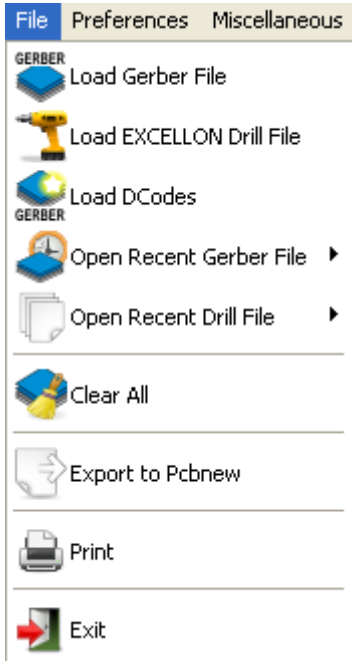 File Preferences Miscellaneous
GERBER
Load Gerber File
Load EXCELLON Drill File
Load DCodes
GERBER
Open Recent Gerber File
Open Recent Drill File
Clear All
Export to Pcbnew
Print
Exit